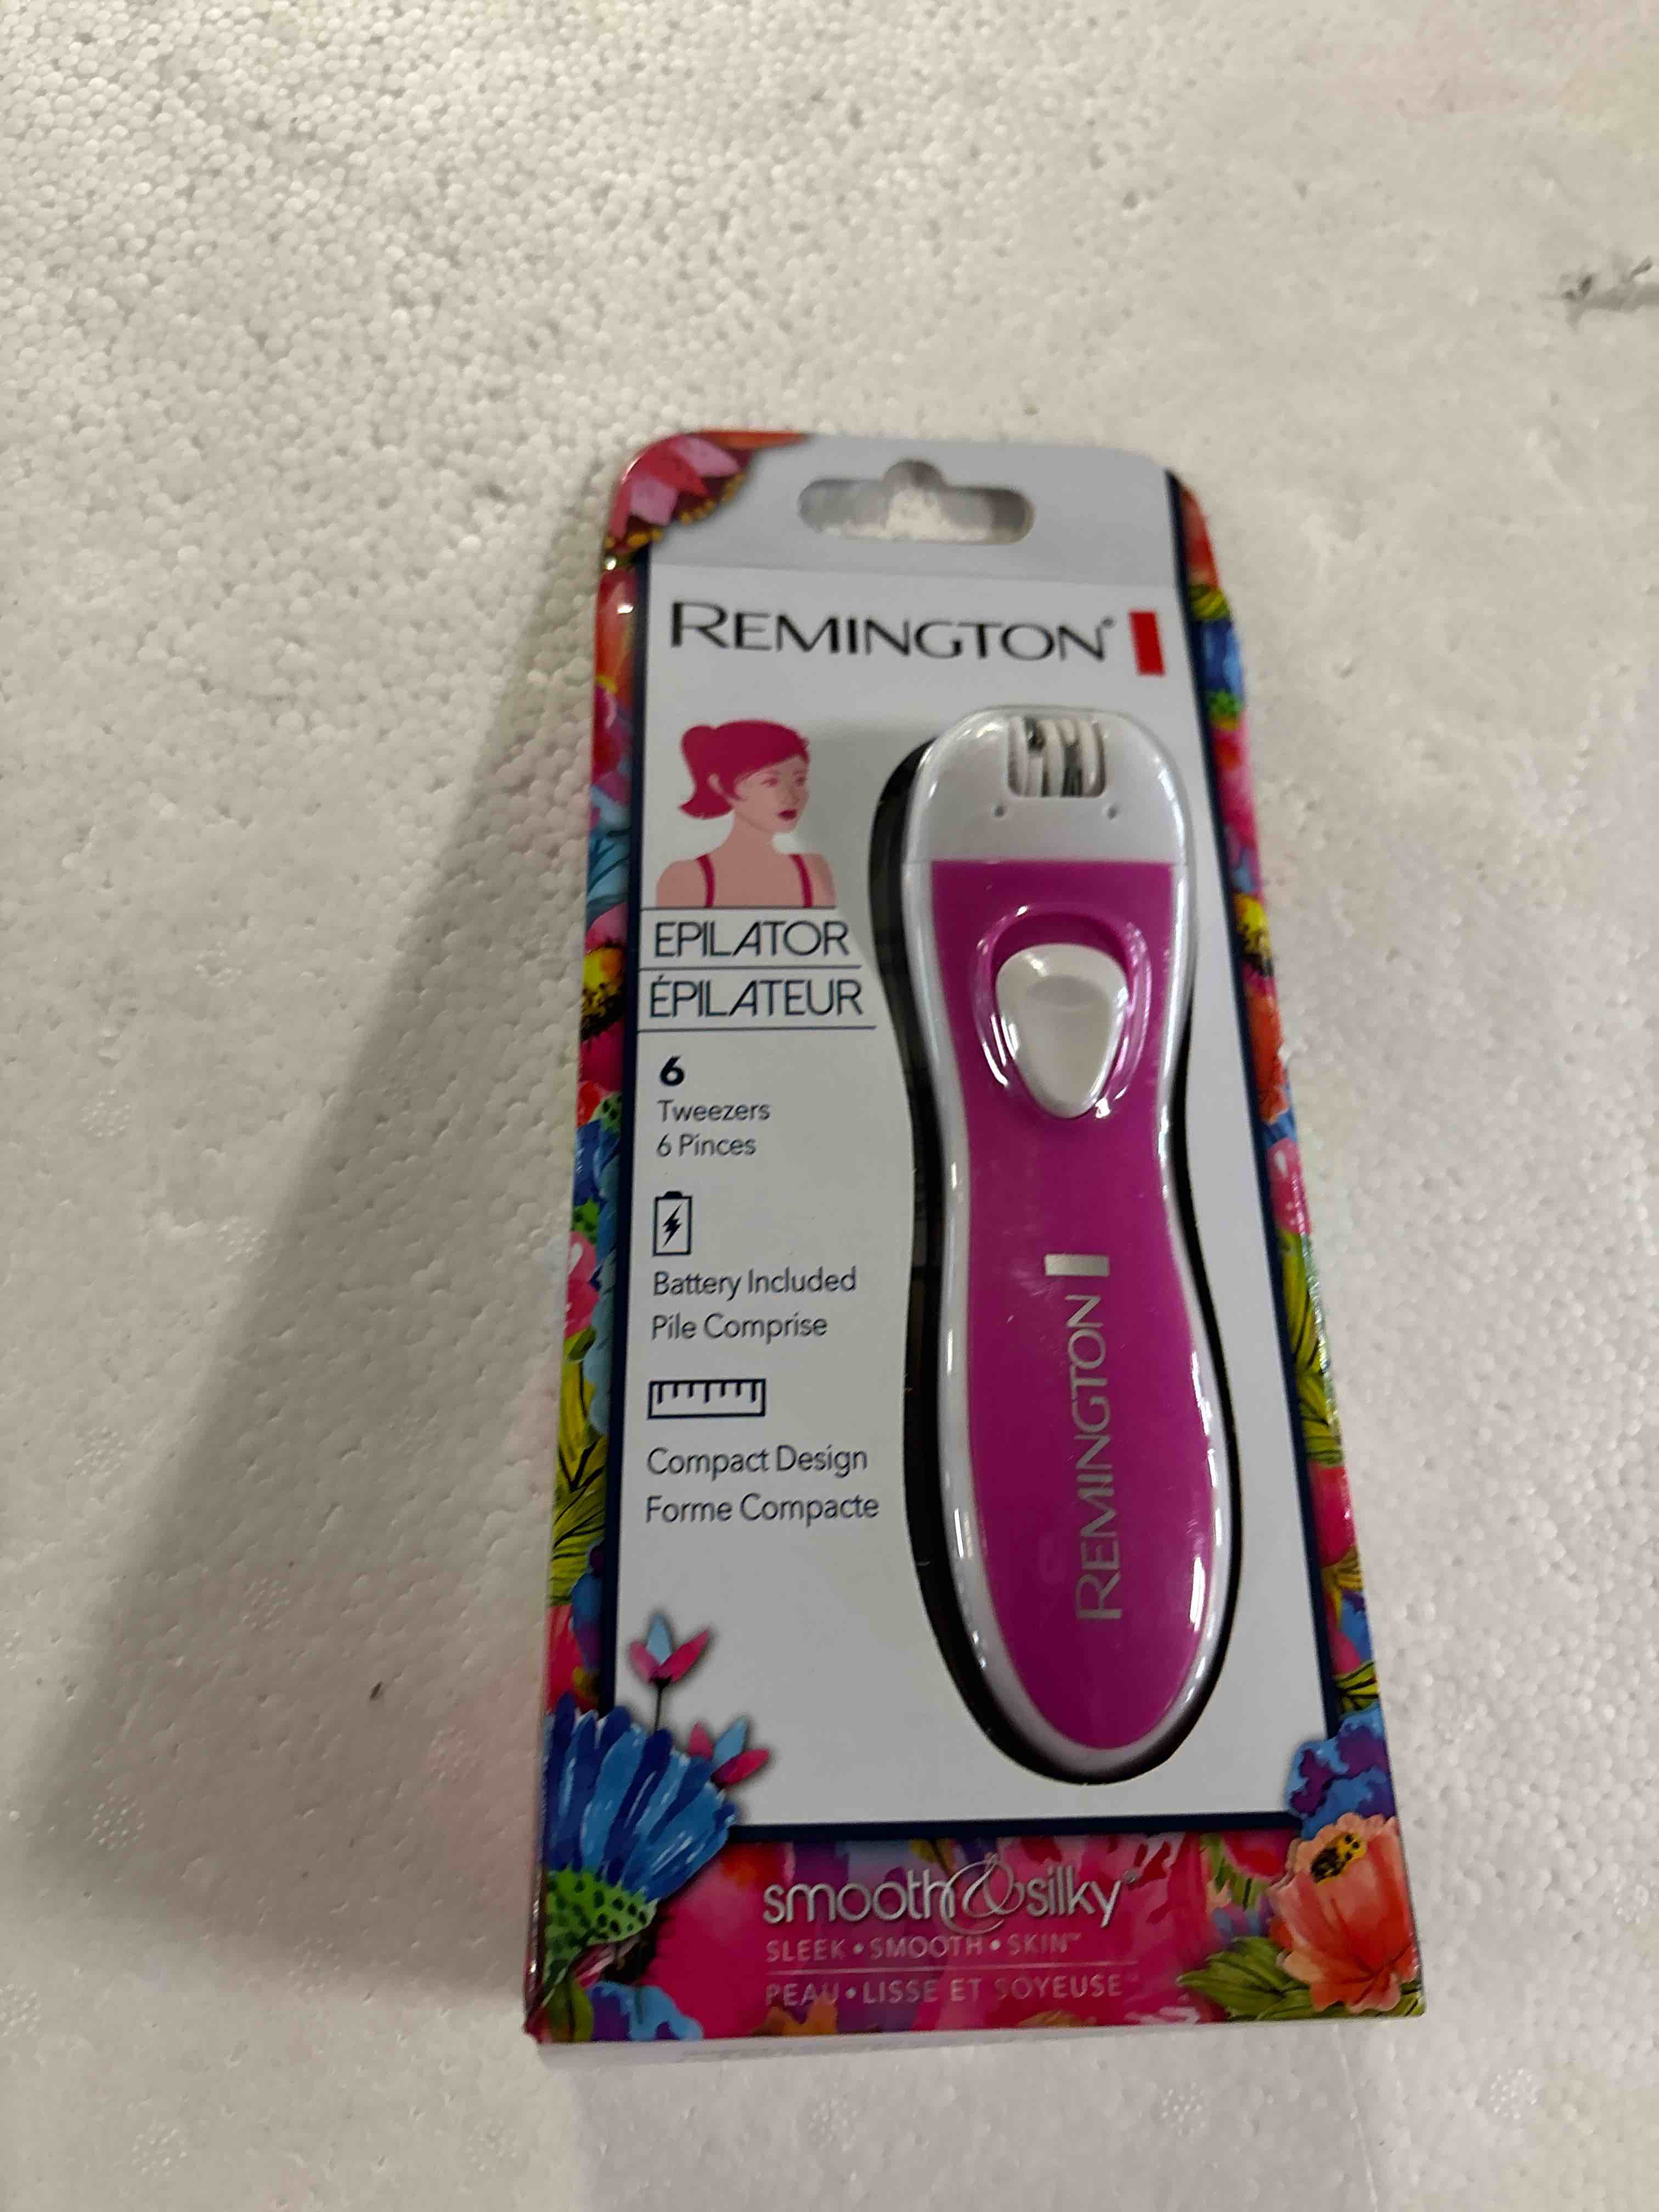 REMINGTON®
EPILATOR
ÉPILATEUR
6
Tweezers
6 Pinces
Battery Included
Pile Comprise
Compact Design
Forme Compacte
REMINGTON
smooth&silky®
SLEEK • SMOOTH • SKIN™
PEAU • LISSE ET SOYEUSE